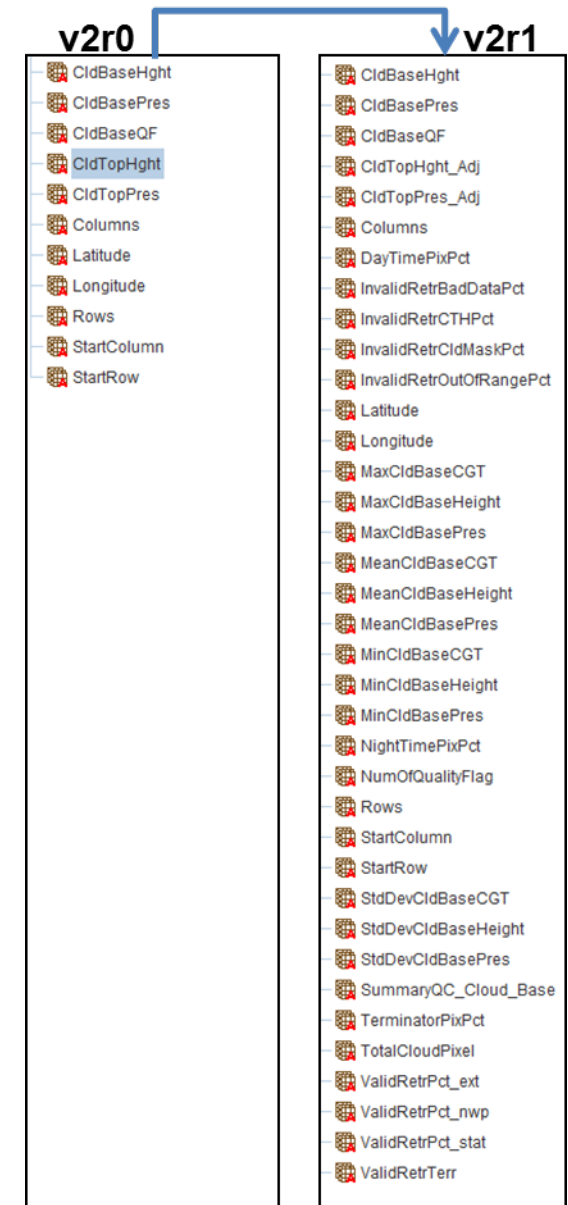 v2r0
CldBaseHght
CldBasePres
CldBaseQF
CldTopHght
CldTopPres
Columns
Latitude
Longitude
Rows
StartColumn
StartRow
v2r1
CldBaseHght
CldBasePres
CldBaseQF
CldTopHght_Adj
CldTopPres_Adj
Columns
DayTimePixPct
InvalidRetrBadDataPct
InvalidRetrCTHPct
InvalidRetrCldMaskPct
InvalidRetrOutOfRangePct
Latitude
Longitude
MaxCldBaseCGT
MaxCldBaseHeight
MaxCldBasePres
MeanCldBaseCGT
MeanCldBaseHeight
MeanCldBasePres
MinCldBaseCGT
MinCldBaseHeight
MinCldBasePres
NightTimePixPct
NumOfQualityFlag
Rows
StartColumn
StartRow
StdDevCldBaseCGT
StdDevCldBaseHeight
StdDevCldBasePres
SummaryQC_Cloud_Base
TerminatorPixPct
TotalCloudPixel
ValidRetrPct_ext
ValidRetrPct_nwp
ValidRetrPct_stat
ValidRetrTerr